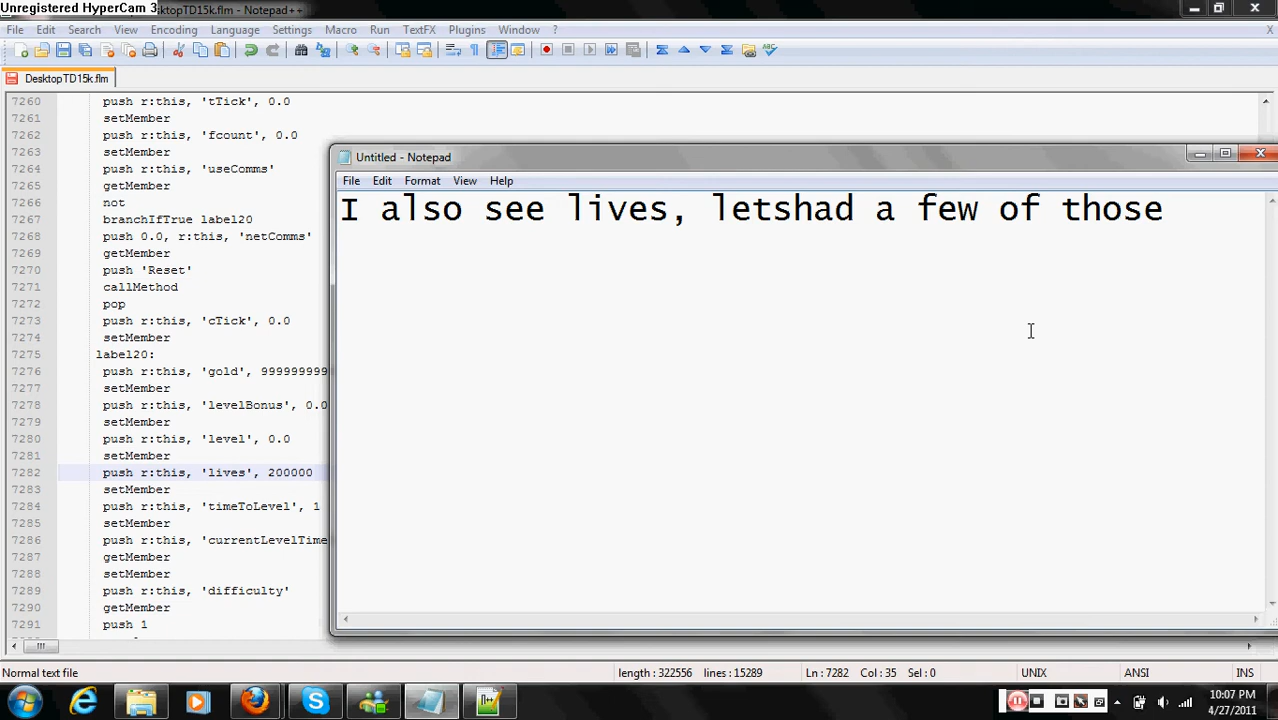 Unregistered HyperCam 3
ktopTD15k.flm - Notepad++
File Edit Search View Encoding Language Settings Macro Run TextFX Plugins Window ? X
DesktopTD15k.flm
7260 push r:this, 'tTick', 0.0
7261 setMember
7262 push r:this, 'fcount', 0.0
7263 setMember
7264 push r:this, 'useComms'
7265 getMember
7266 not
7267 branchIfTrue label20
7268 push 0.0, r:this, 'netComms'
7269 getMember
7270 push 'Reset'
7271 callMethod
7272 pop
7273 push r:this, 'cTick', 0.0
7274 setMember
7275 label20:
7276 push r:this, 'gold', 999999999
7277 setMember
7278 push r:this, 'levelBonus', 0.0
7279 setMember
7280 push r:this, 'level', 0.0
7281 setMember
7282 push r:this, 'lives', 200000
7283 setMember
7284 push r:this, 'timeToLevel', 1
7285 setMember
7286 push r:this, 'currentLevelTime
7287 getMember
7288 setMember
7289 push r:this, 'difficulty'
7290 getMember
7291 push 1
Untitled - Notepad
File Edit Format View Help
I also see lives, letshad a few of those
Normal text file length : 322556 lines : 15289 Ln : 7282 Col : 35 Sel : 0 UNIX ANSI INS
10:07 PM
4/27/2011